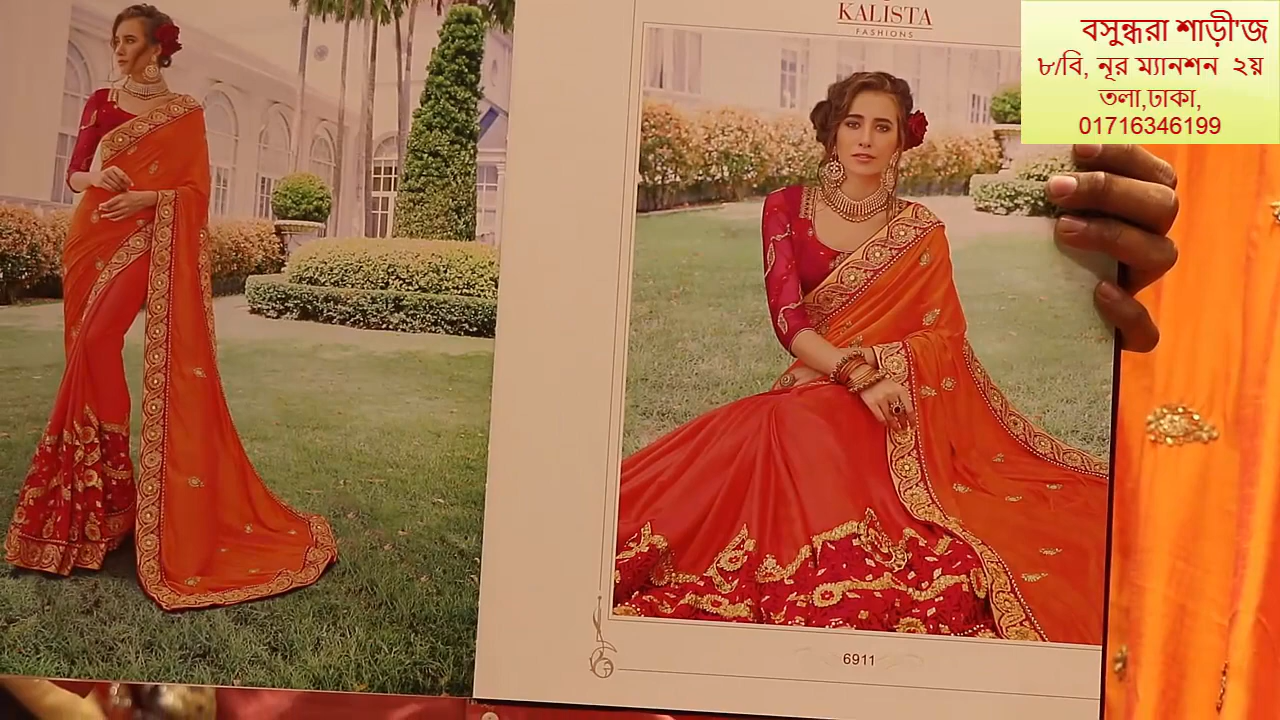 KALISTA
FASHIONS
বসুন্ধরা শাড়ী'জ
৮/বি, নূর ম্যানশন ২য়
তলা,ঢাকা,
01716346199
6911